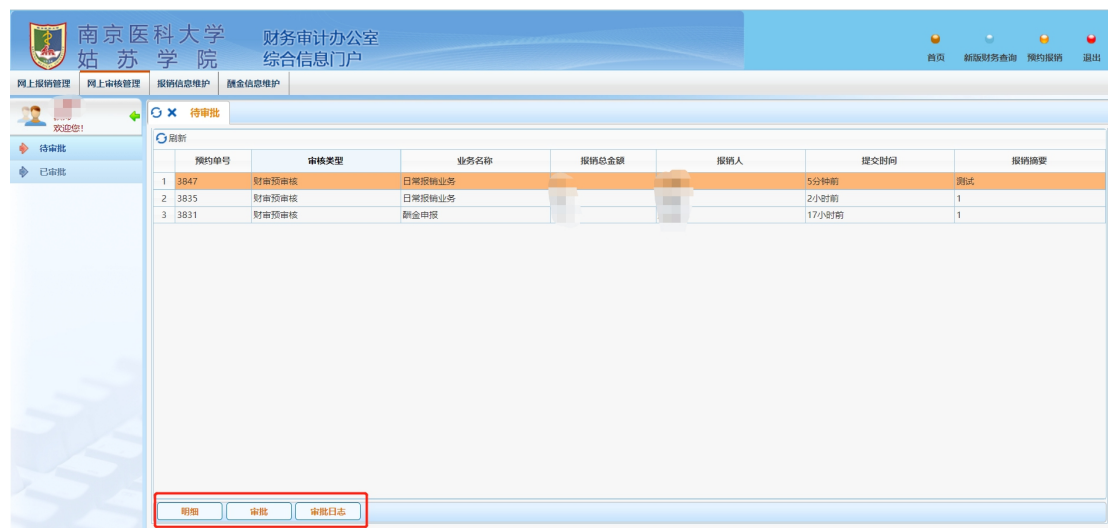 南京医科大学 财务审计办公室
姑苏学院 综合信息门户
首页 新版财务查询 预约报销 退出
网上报销管理 网上审核管理 报销信息维护 酬金信息维护
欢迎您!
待审批
已审批
待审批
刷新
预约单号 审核类型 业务名称 报销总金额 报销人 提交时间 报销摘要
1 3847 财审预审核 日常报销业务 5分钟前 测试
2 3835 财审预审核 日常报销业务 2小时前 1
3 3831 财审预审核 酬金申报 17小时前 1
明细 审批 审批日志